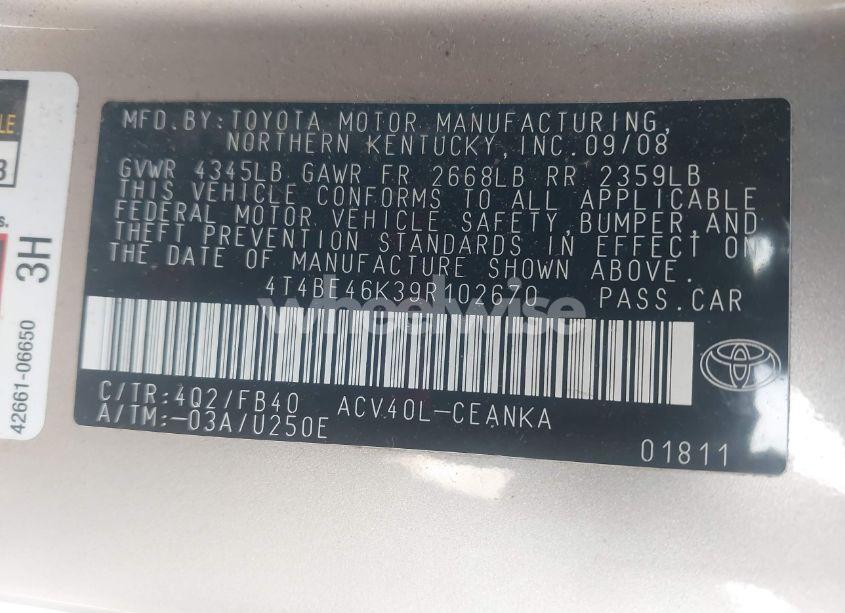 MFD.BY:TOYOTA MOTOR MANUFACTURING,
NORTHERN KENTUCKY, INC. 09/08
GVWR 4345LB GAWR FR 2668LB RR 2359LB
THIS VEHICLE CONFORMS TO ALL APPLICABLE
FEDERAL MOTOR VEHICLE SAFETY,BUMPER,AND
THEFT PREVENTION STANDARDS IN EFFECT ON
THE DATE OF MANUFACTURE SHOWN ABOVE.
4T4BE46K39R102670 PASS.CAR
wheelwise
C/TR:4Q2/FB40 ACV40L-CEANKA
A/TM:-03A/U250E
01811
3H
42661-06650